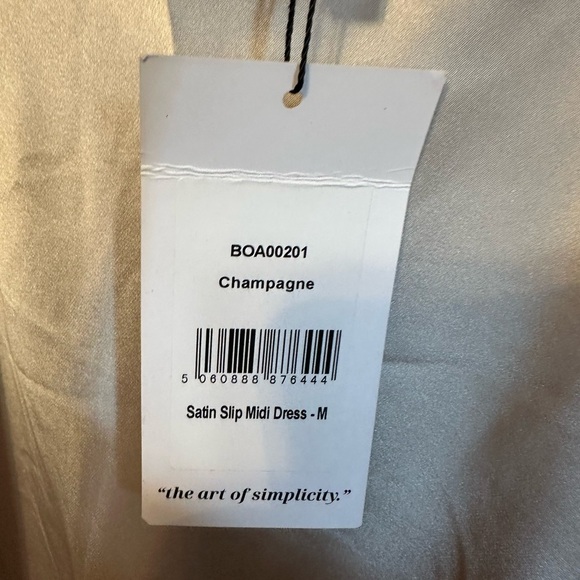 BOA00201
Champagne
5 060888 876444
Satin Slip Midi Dress - M
“the art of simplicity.”